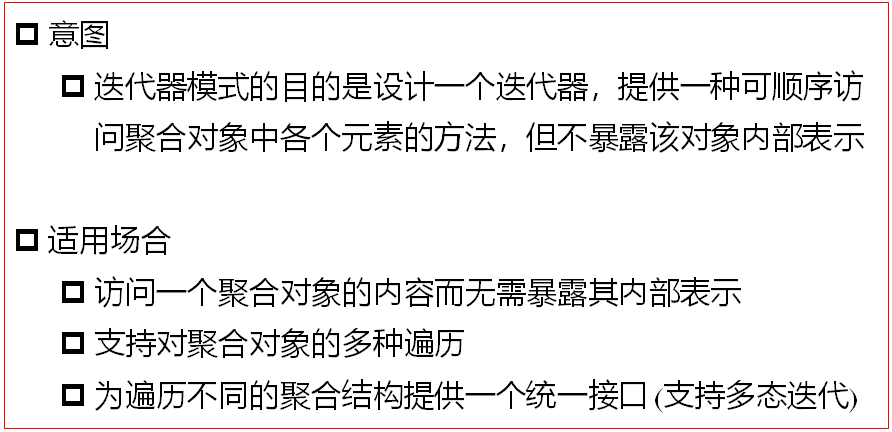 意图
迭代器模式的目的是设计一个迭代器，提供一种可顺序访
问聚合对象中各个元素的方法，但不暴露该对象内部表示
适用场合
访问一个聚合对象的内容而无需暴露其内部表示
支持对聚合对象的多种遍历
为遍历不同的聚合结构提供一个统一接口(支持多态迭代)